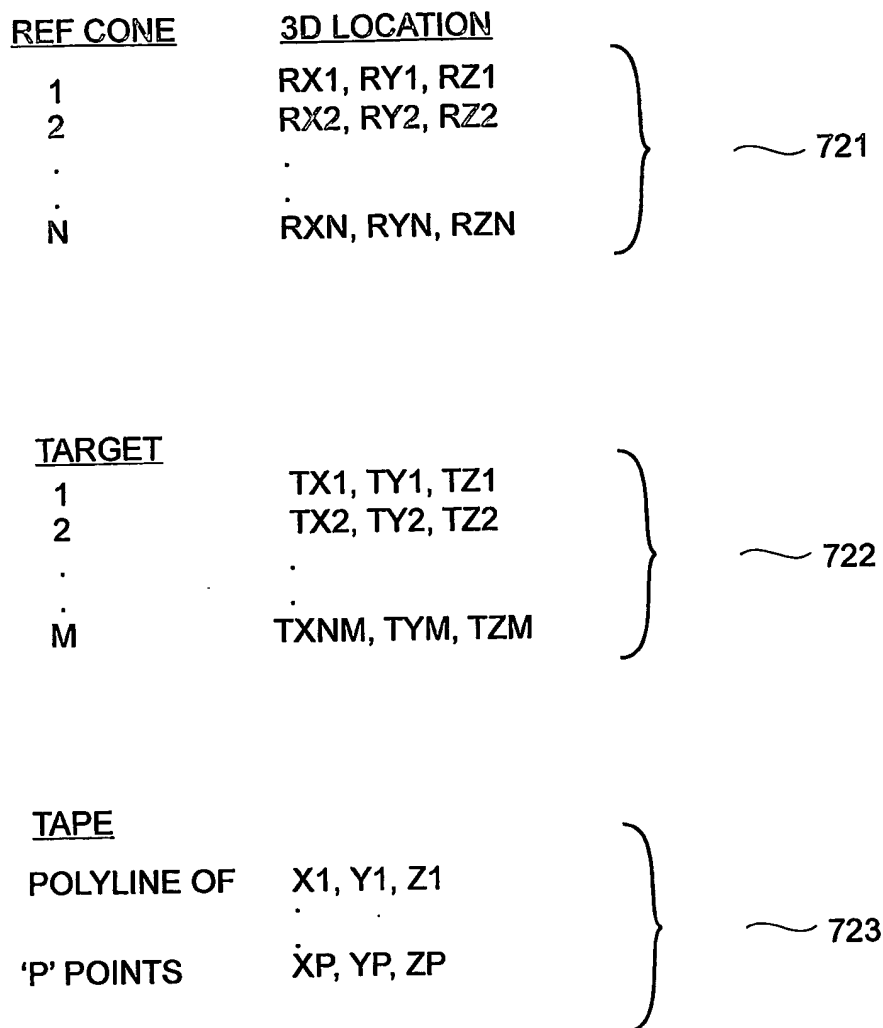 REF CONE 3D LOCATION
1 RX1, RY1, RZ1
2 RX2, RY2, RZ2
. .
. .
N RXN, RYN, RZN
721
TARGET
1 TX1, TY1, TZ1
2 TX2, TY2, TZ2
. .
. .
M TXNM, TYM, TZM
722
TAPE
POLYLINE OF X1, Y1, Z1
.
.
'P' POINTS XP, YP, ZP
723